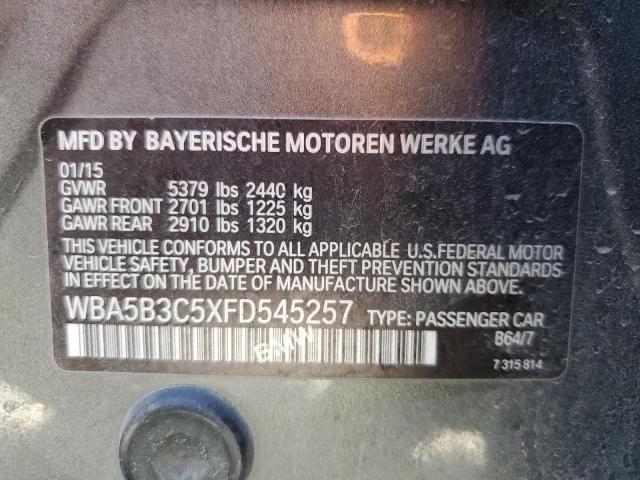 MFD BY BAYERISCHE MOTOREN WERKE AG
01/15
GVWR 5379 lbs 2440 kg
GAWR FRONT 2701 lbs 1225 kg
GAWR REAR 2910 lbs 1320 kg
THIS VEHICLE CONFORMS TO ALL APPLICABLE U.S.FEDERAL MOTOR
VEHICLE SAFETY, BUMPER, AND THEFT PREVENTION STANDARDS
IN EFFECT ON THE DATE OF MANUFACTURE SHOWN ABOVE.
WBA5B3C5XFD545257 TYPE: PASSENGER CAR
B64/7
BMW
7 315 814